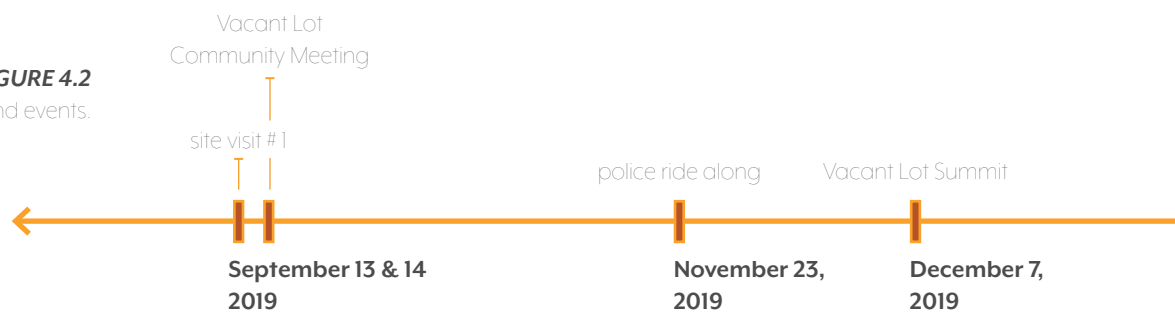 Vacant Lot
Community Meeting
GURE 4.2
nd events.
site visit #1
police ride along
Vacant Lot Summit
September 13 & 14
2019
November 23,
2019
December 7,
2019